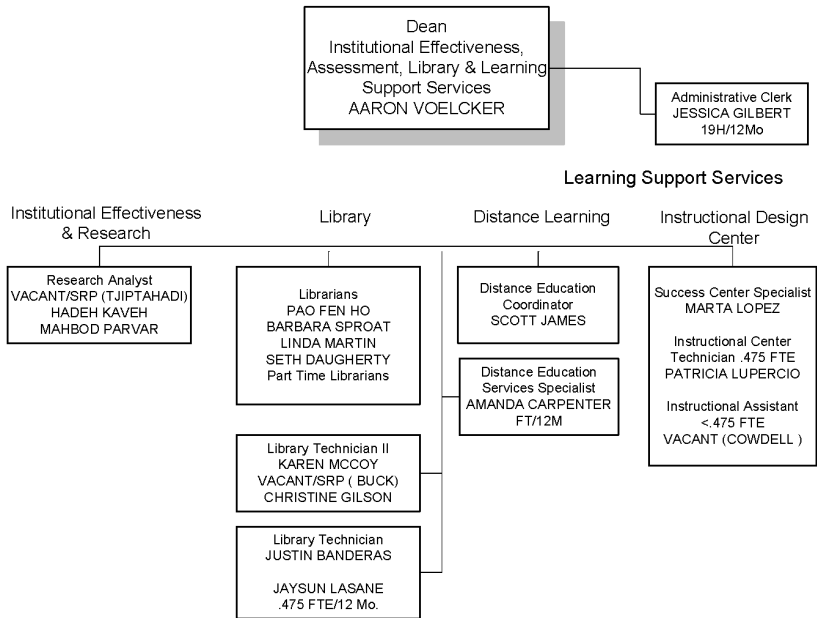 Dean
Institutional Effectiveness,
Assessment, Library & Learning
Support Services
AARON VOELCKER
Administrative Clerk
JESSICA GILBERT
19H/12Mo
Learning Support Services
Institutional Effectiveness
& Research
Library
Distance Learning
Instructional Design
Center
Research Analyst
VACANT/SRP (TJIPTAHADI)
HADEH KAVEH
MAHBOD PARVAR
Librarians
PAO FEN HO
BARBARA SPROAT
LINDA MARTIN
SETH DAUGHERTY
Part Time Librarians
Library Technician II
KAREN MCCOY
VACANT/SRP ( BUCK)
CHRISTINE GILSON
Library Technician
JUSTIN BANDERAS
JAYSUN LASANE
.475 FTE/12 Mo.
Distance Education
Coordinator
SCOTT JAMES
Distance Education
Services Specialist
AMANDA CARPENTER
FT/12M
Success Center Specialist
MARTA LOPEZ
Instructional Center
Technician .475 FTE
PATRICIA LUPERCIO
Instructional Assistant
<.475 FTE
VACANT (COWDELL )